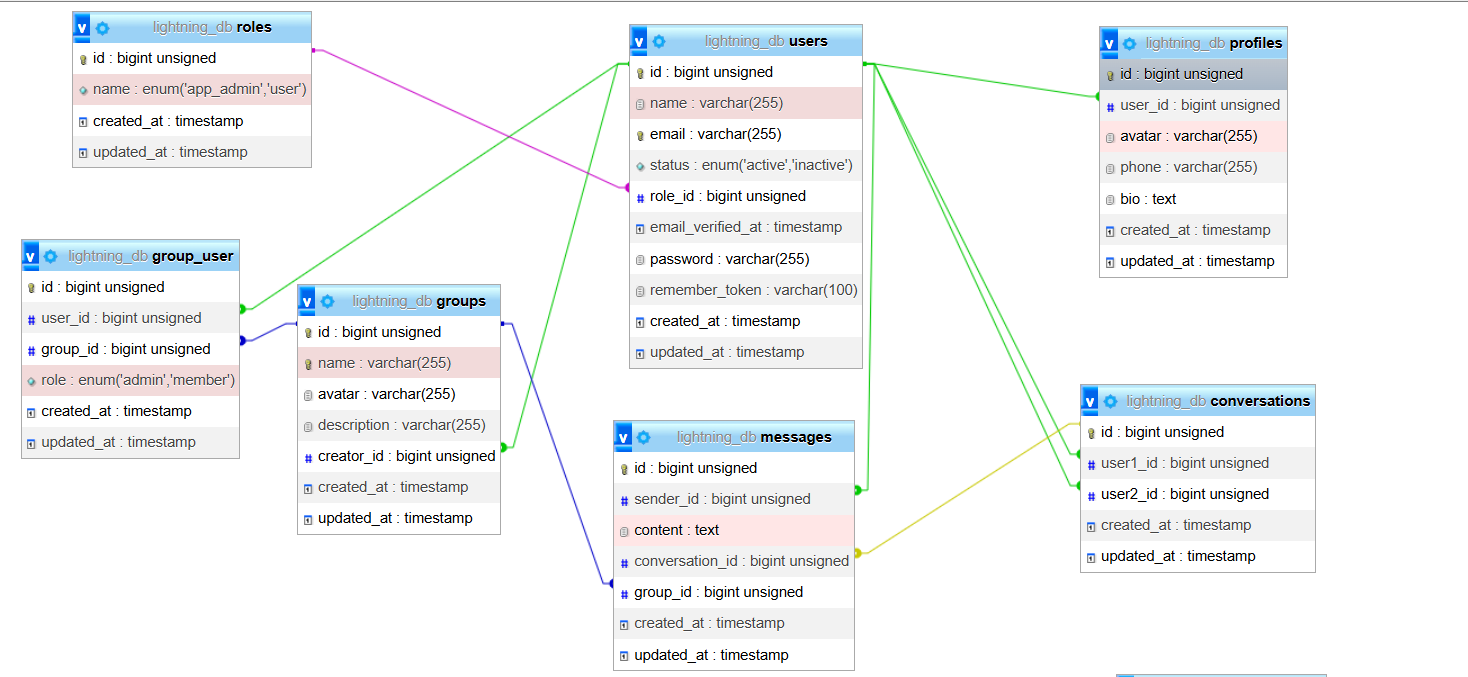 lightning_db roles
id : bigint unsigned
name : enum('app_admin','user')
created_at : timestamp
updated_at : timestamp
lightning_db users
id : bigint unsigned
name : varchar(255)
email : varchar(255)
status : enum('active','inactive')
role_id : bigint unsigned
email_verified_at : timestamp
password : varchar(255)
remember_token : varchar(100)
created_at : timestamp
updated_at : timestamp
lightning_db profiles
id : bigint unsigned
user_id : bigint unsigned
avatar : varchar(255)
phone : varchar(255)
bio : text
created_at : timestamp
updated_at : timestamp
lightning_db group_user
id : bigint unsigned
user_id : bigint unsigned
group_id : bigint unsigned
role : enum('admin','member')
created_at : timestamp
updated_at : timestamp
lightning_db groups
id : bigint unsigned
name : varchar(255)
avatar : varchar(255)
description : varchar(255)
creator_id : bigint unsigned
created_at : timestamp
updated_at : timestamp
lightning_db messages
id : bigint unsigned
sender_id : bigint unsigned
content : text
conversation_id : bigint unsigned
group_id : bigint unsigned
created_at : timestamp
updated_at : timestamp
lightning_db conversations
id : bigint unsigned
user1_id : bigint unsigned
user2_id : bigint unsigned
created_at : timestamp
updated_at : timestamp